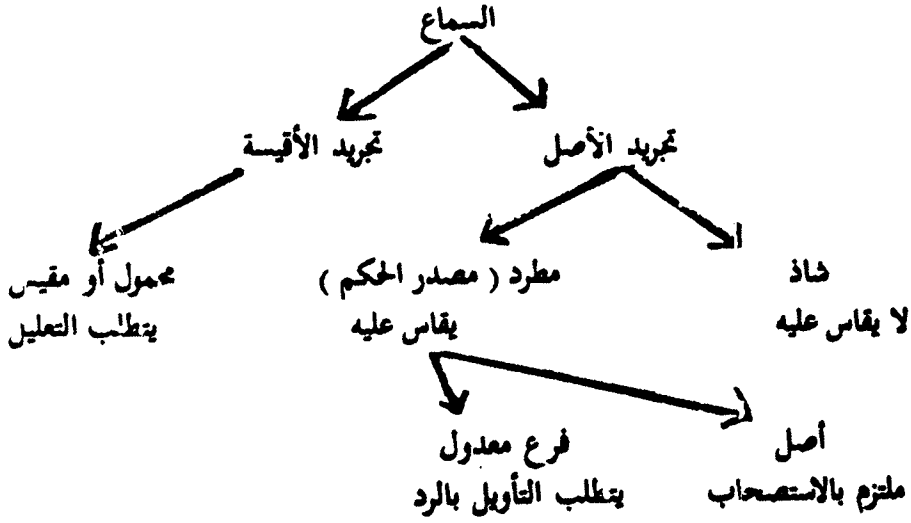 السماع
تجريد الأصل
تجريد الأقيسة
شاذ
لا يقاس عليه
مطرد ( مصدر الحكم )
يقاس عليه
محمول أو مقيس
يتطلب التعليل
أصل
ملتزم بالاستصحاب
فرع معدول
يتطلب التأويل بالرد